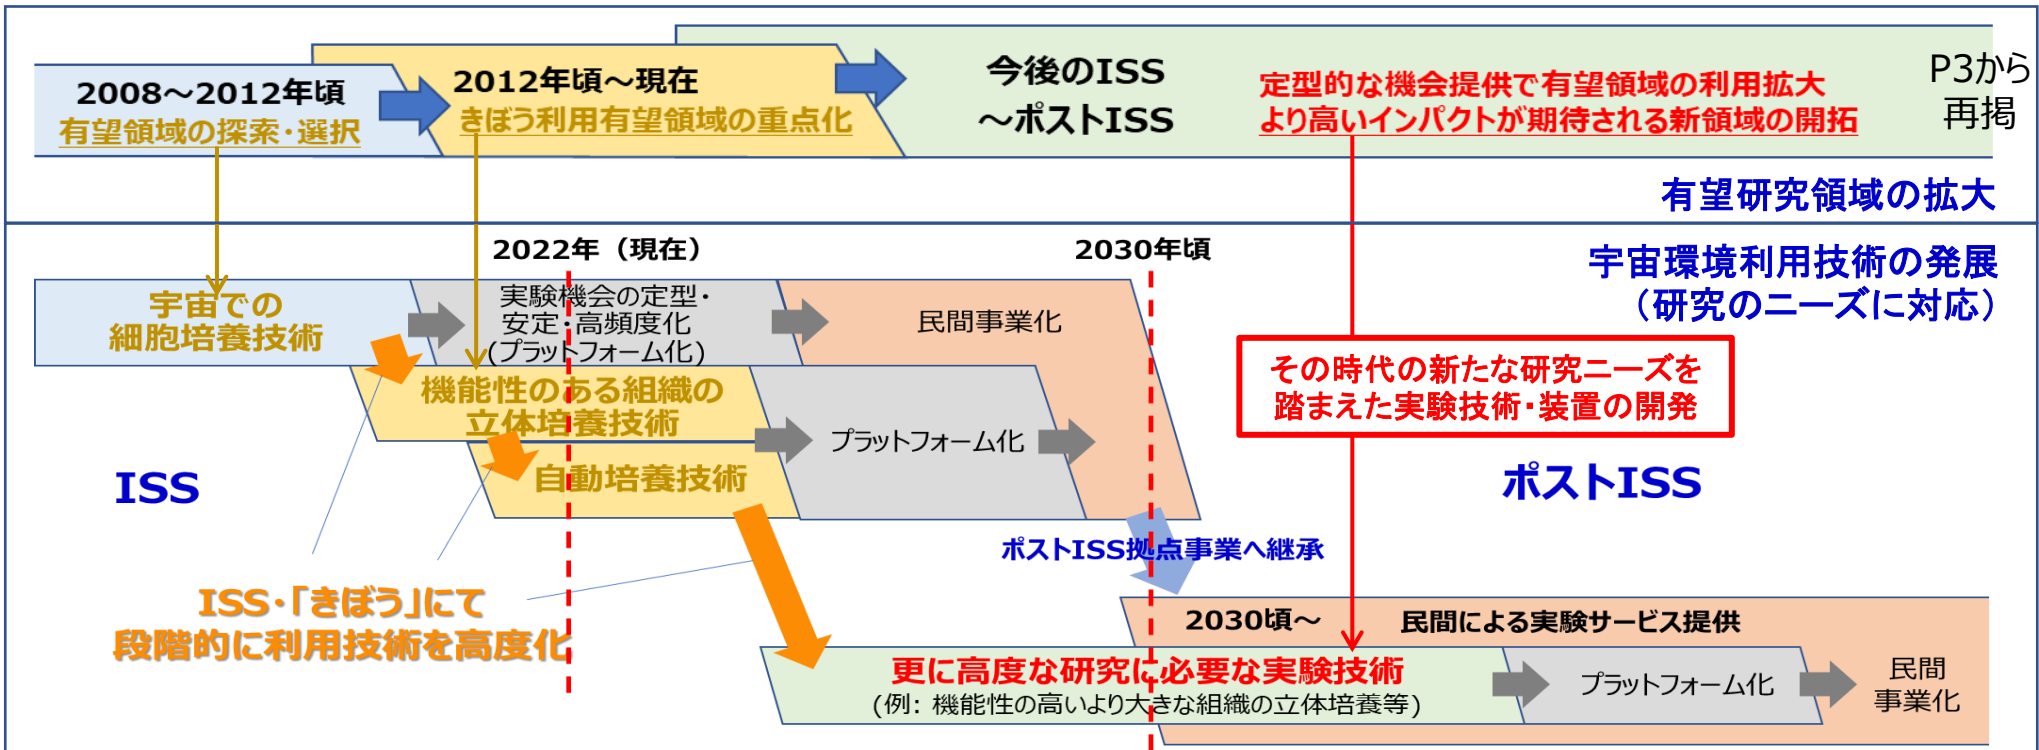 2008～2012年頃
有望領域の探索・選択
2012年頃～現在
きぼう利用有望領域の重点化
今後のISS
～ポストISS
定型的な機会提供で有望領域の利用拡大
より高いインパクトが期待される新領域の開拓
P3から
再掲
有望研究領域の拡大
2022年（現在）
2030年頃
宇宙環境利用技術の発展
（研究のニーズに対応）
宇宙での
細胞培養技術
実験機会の定型・
安定・高頻度化
(プラットフォーム化)
民間事業化
機能性のある組織の
立体培養技術
自動培養技術
プラットフォーム化
その時代の新たな研究ニーズを
踏まえた実験技術・装置の開発
ISS
ポストISS
ポストISS拠点事業へ継承
ISS・「きぼう」にて
段階的に利用技術を高度化
2030頃～
民間による実験サービス提供
更に高度な研究に必要な実験技術
(例: 機能性の高いより大きな組織の立体培養等)
プラットフォーム化
民間
事業化